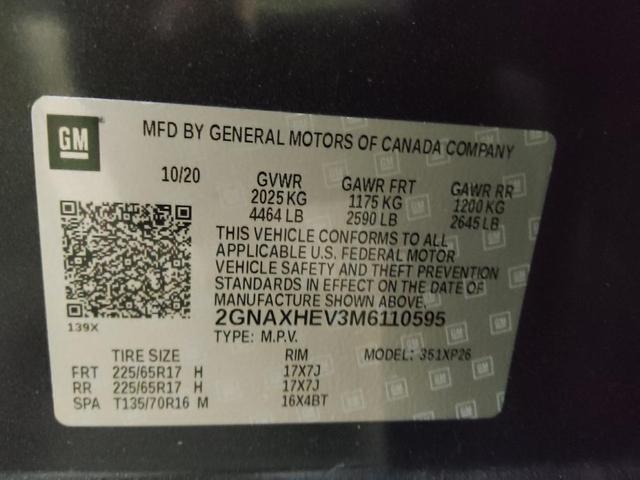 GM
MFD BY GENERAL MOTORS OF CANADA COMPANY
10/20 GVWR GAWR FRT GAWR RR
2025 KG 1175 KG 1200 KG
4464 LB 2590 LB 2645 LB
THIS VEHICLE CONFORMS TO ALL
APPLICABLE U.S. FEDERAL MOTOR
VEHICLE SAFETY AND THEFT PREVENTION
STANDARDS IN EFFECT ON THE DATE OF
MANUFACTURE SHOWN ABOVE.
139X
2GNAXHEV3M6110595
TYPE: M.P.V. MODEL: 351XP26
TIRE SIZE RIM
FRT 225/65R17 H 17X7J
RR 225/65R17 H 17X7J
SPA T135/70R16 M 16X4BT